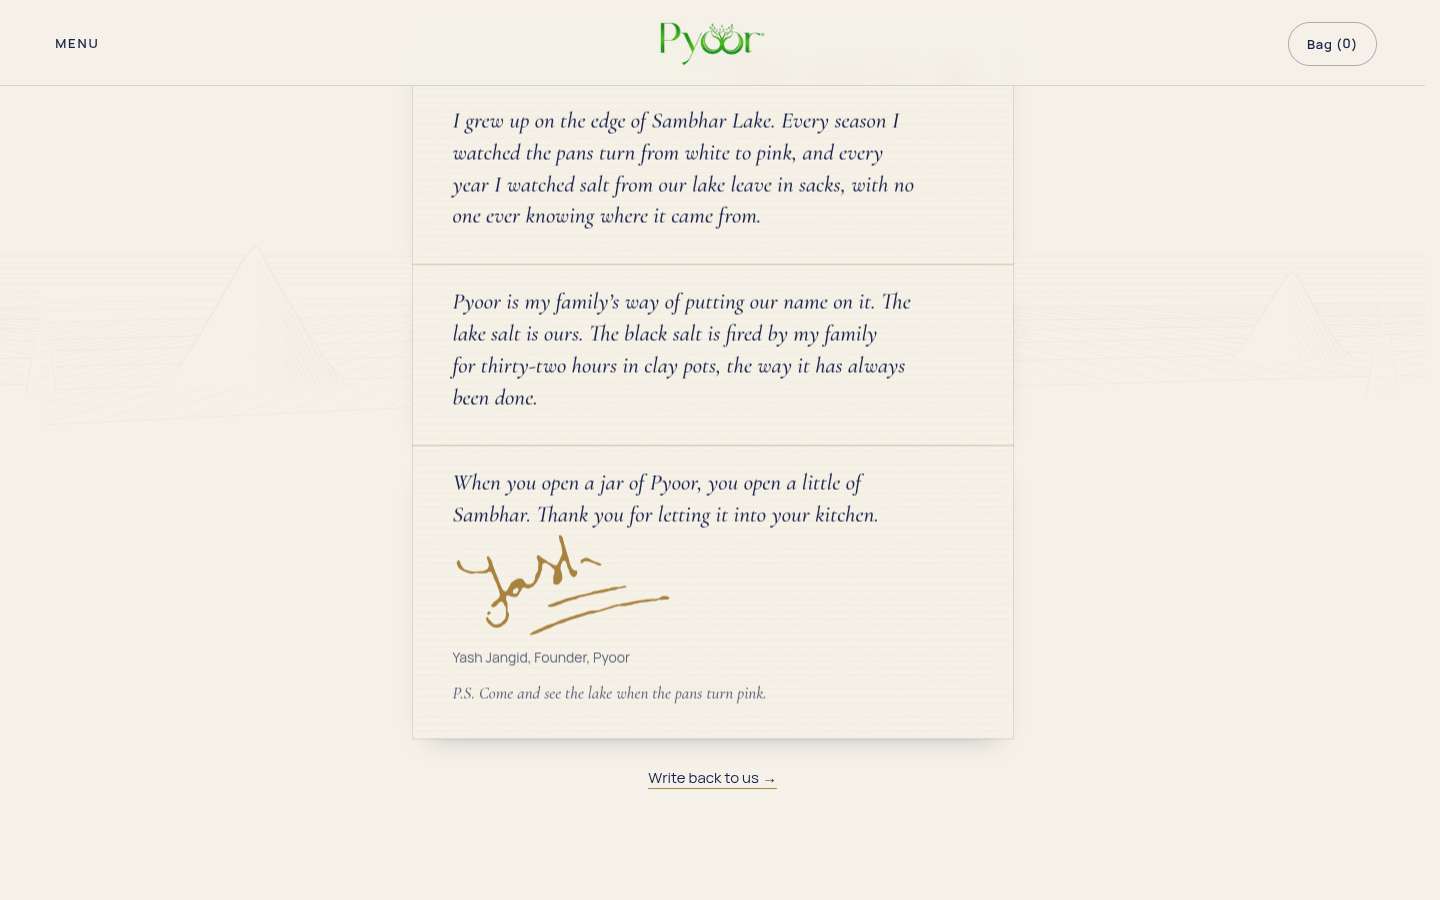 MENU
Pyoor
Bag (0)
I grew up on the edge of Sambhar Lake. Every season I
watched the pans turn from white to pink, and every
year I watched salt from our lake leave in sacks, with no
one ever knowing where it came from.
Pyoor is my family’s way of putting our name on it. The
lake salt is ours. The black salt is fired by my family
for thirty-two hours in clay pots, the way it has always
been done.
When you open a jar of Pyoor, you open a little of
Sambhar. Thank you for letting it into your kitchen.
Yash
Yash Jangid, Founder, Pyoor
P.S. Come and see the lake when the pans turn pink.
Write back to us →